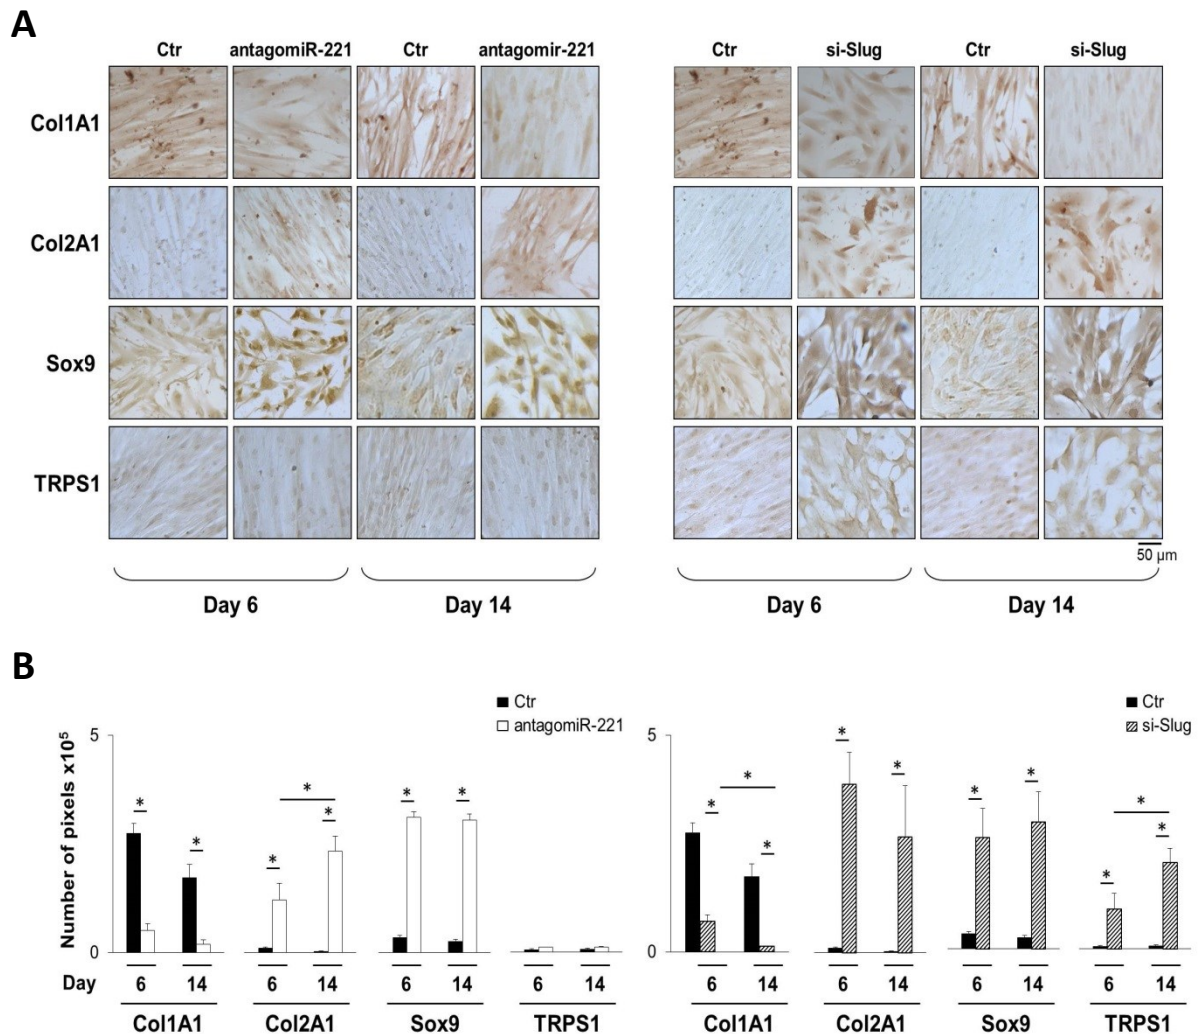 A
Ctr antagomiR-221 Ctr antagomir-221 Ctr si-Slug Ctr si-Slug
Col1A1
Col2A1
Sox9
TRPS1
50 µm
Day 6 Day 14 Day 6 Day 14
B
Ctr
antagomiR-221
Ctr
si-Slug
Number of pixels x10⁵
5
0
* * * * * * *
5
0
* * * * * * * * * *
Day 6 14 6 14 6 14 6 14 6 14 6 14 6 14 6 14
Col1A1 Col2A1 Sox9 TRPS1 Col1A1 Col2A1 Sox9 TRPS1